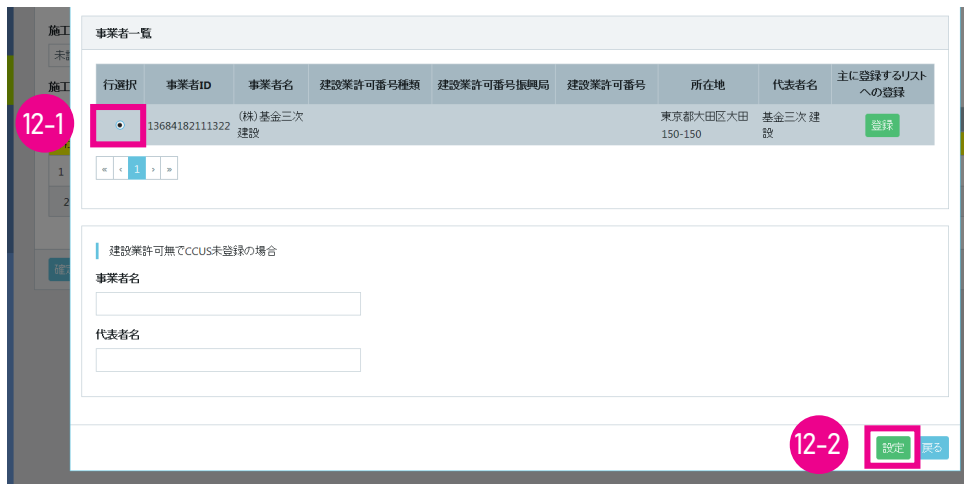 施工
事業者一覧
未
施工
行選択 事業者ID 事業者名 建設業許可番号種類 建設業許可番号振興局 建設業許可番号 所在地 代表者名 主に登録するリスト
への登録
12-1
13684182111322 (株)基金三次 東京都大田区大田 基金三次 建 登録
建設 150-150 設
1
« ‹ 1 › »
2
建設業許可無でCCUS未登録の場合
確
事業者名
代表者名
12-2
設定 戻る